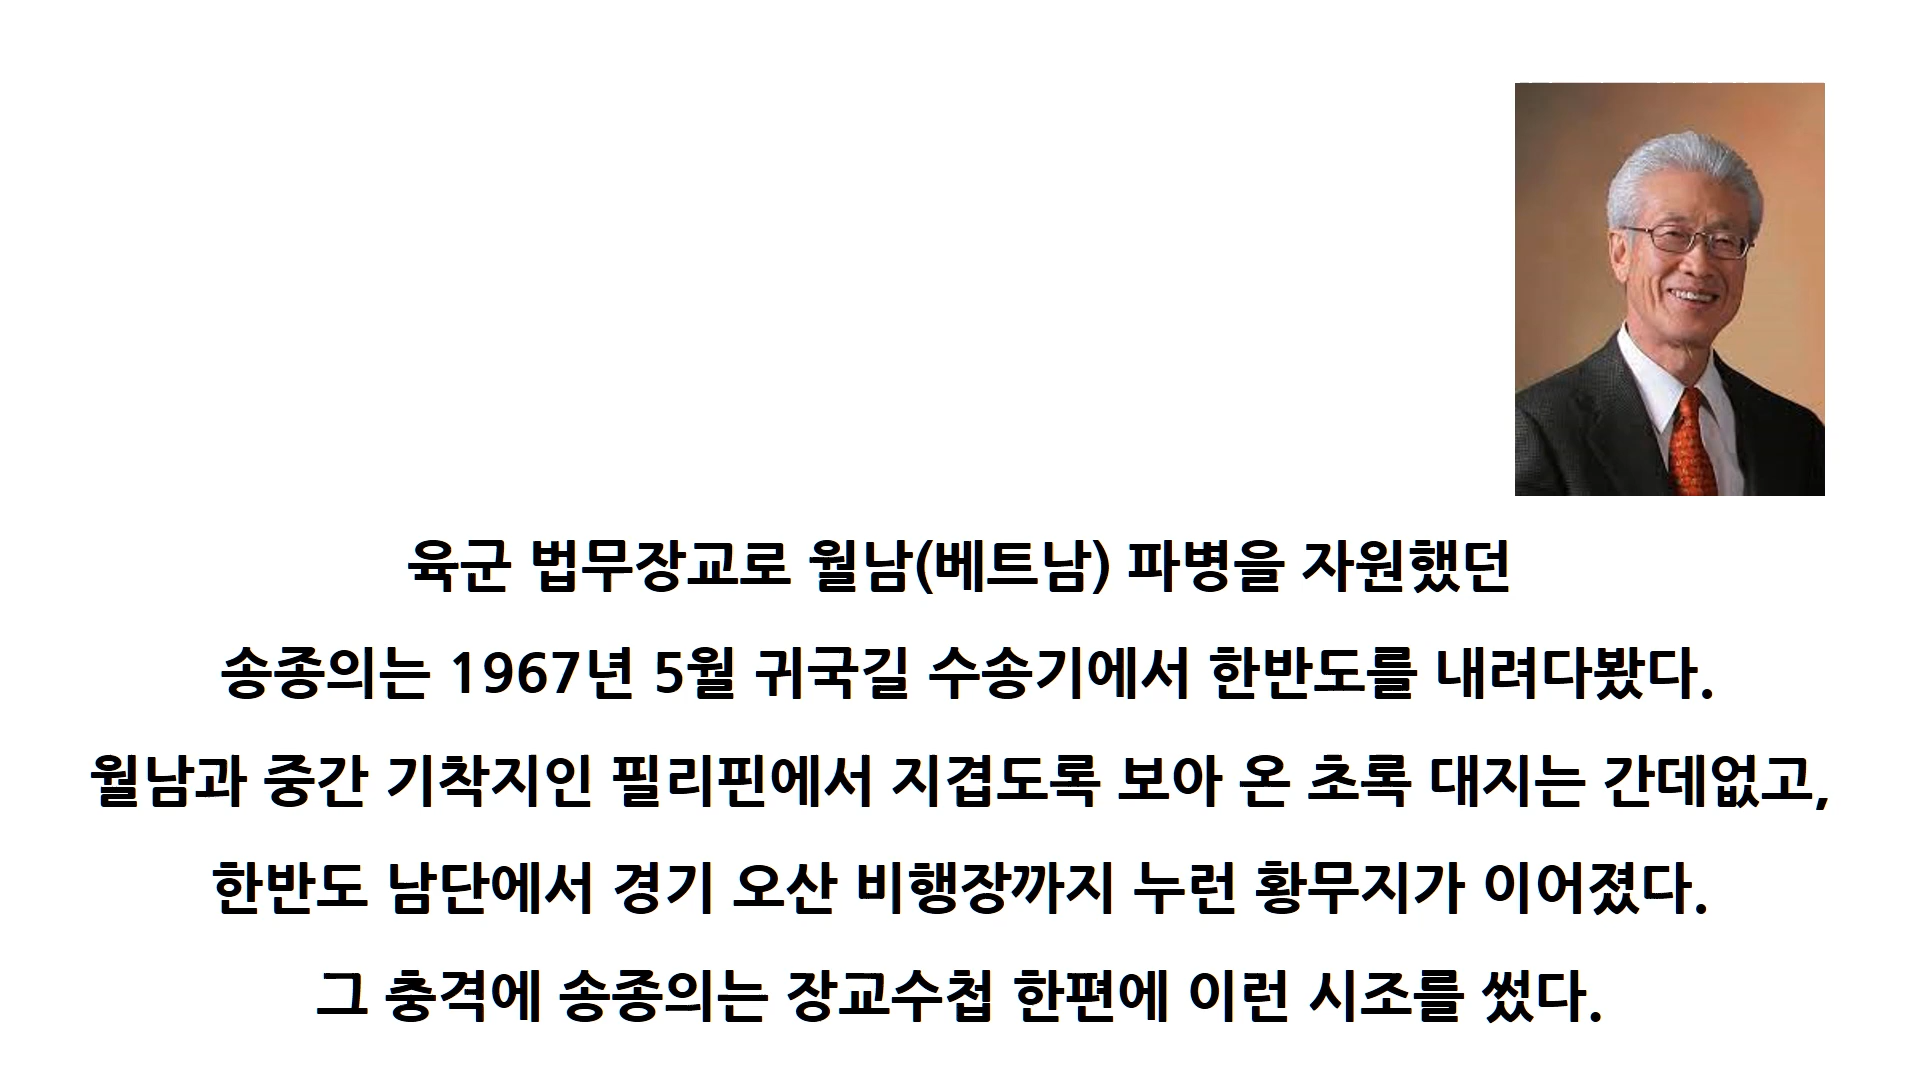 육군 법무장교로 월남(베트남) 파병을 자원했던
송종의는 1967년 5월 귀국길 수송기에서 한반도를 내려다봤다.
월남과 중간 기착지인 필리핀에서 지겹도록 보아 온 초록 대지는 간데없고,
한반도 남단에서 경기 오산 비행장까지 누런 황무지가 이어졌다.
그 충격에 송종의는 장교수첩 한편에 이런 시조를 썼다.